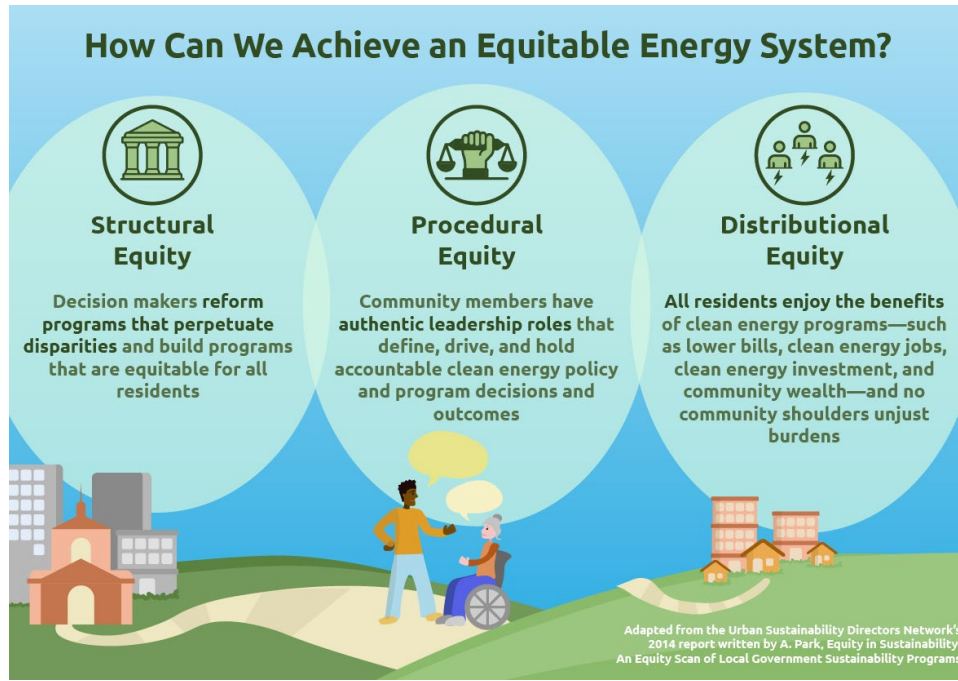 How Can We Achieve an Equitable Energy System?
Structural
Equity
Decision makers reform
programs that perpetuate
disparities and build programs
that are equitable for all
residents
Procedural
Equity
Community members have
authentic leadership roles that
define, drive, and hold
accountable clean energy policy
and program decisions and
outcomes
Distributional
Equity
All residents enjoy the benefits
of clean energy programs—such
as lower bills, clean energy jobs,
clean energy investment, and
community wealth—and no
community shoulders unjust
burdens
Adapted from the Urban Sustainability Directors Network's
2014 report written by A. Park, Equity in Sustainability
An Equity Scan of Local Government Sustainability Programs